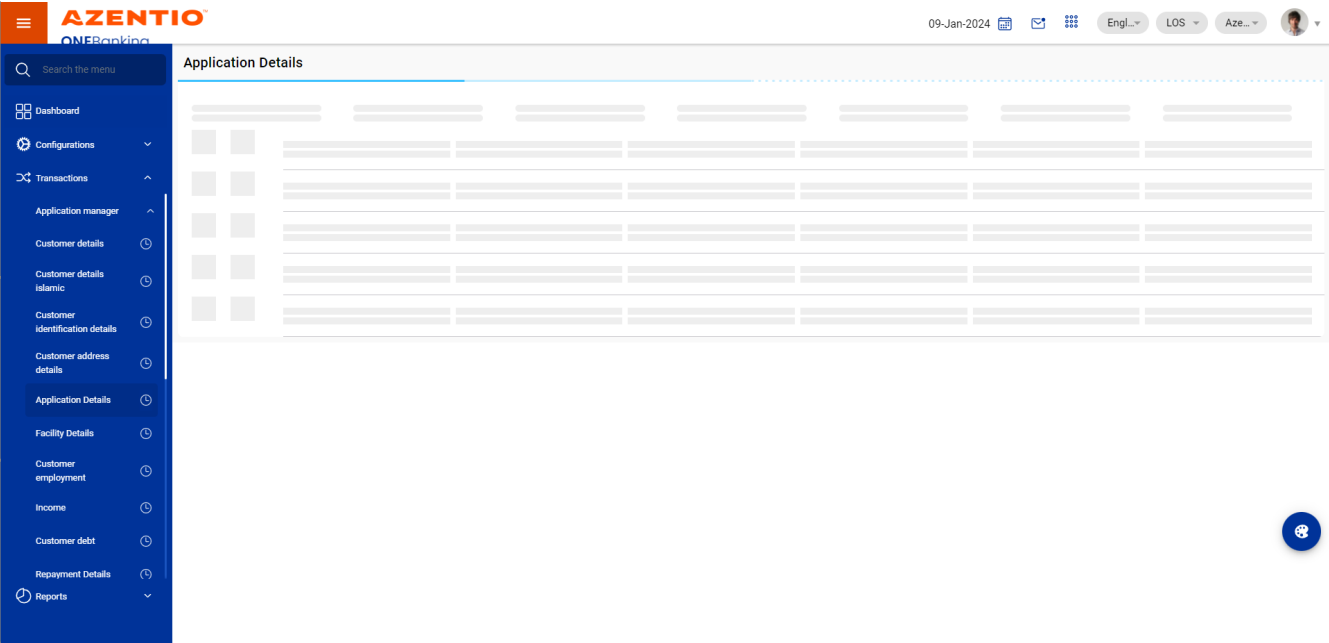 AZENTIO™
ONEBanking
09-Jan-2024
Engl...
LOS
Aze...
Search the menu
Application Details
Dashboard
Configurations
Transactions
Application manager
Customer details
Customer details
islamic
Customer
identification details
Customer address
details
Application Details
Facility Details
Customer
employment
Income
Customer debt
Repayment Details
Reports